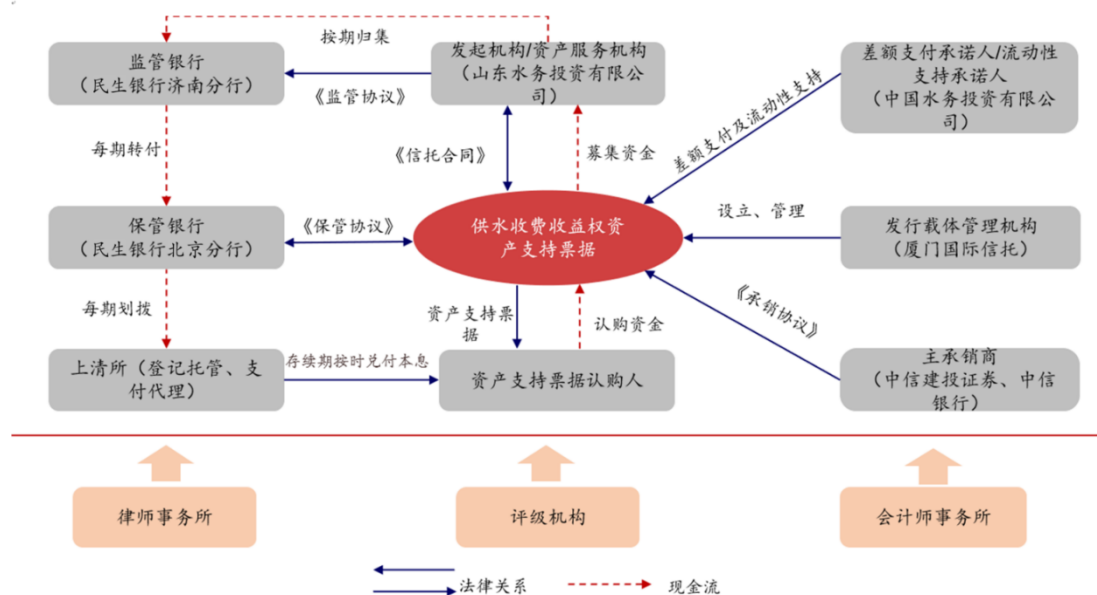 按期归集
监管银行
（民生银行济南分行）
《监管协议》
发起机构/资产服务机构
（山东水务投资有限公
司）
差额支付承诺人/流动性
支持承诺人
（中国水务投资有限公
司）
每期转付
《信托合同》
募集资金
差额支付及流动性支持
保管银行
（民生银行北京分行）
《保管协议》
供水收费收益权资
产支持票据
设立、管理
发行载体管理机构
（厦门国际信托）
每期划拨
资产支持票
据
认购资金
《承销协议》
上清所（登记托管、支
付代理）
存续期按时兑付本息
资产支持票据认购人
主承销商
（中信建投证券、中信
银行）
律师事务所
评级机构
会计师事务所
法律关系
现金流